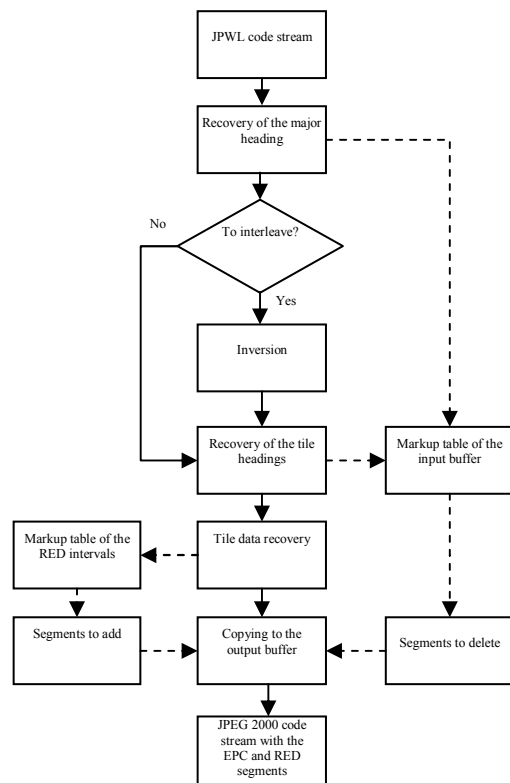 JPWL code stream
Recovery of the major
heading
No
To interleave?
Yes
Inversion
Recovery of the tile
headings
Markup table of the
input buffer
Markup table of the
RED intervals
Tile data recovery
Segments to add
Copying to the
output buffer
Segments to delete
JPEG 2000 code
stream with the
EPC and RED
segments